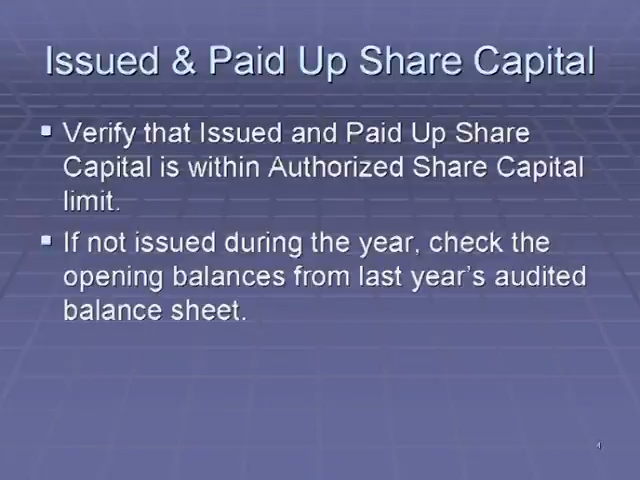 Issued & Paid Up Share Capital
Verify that Issued and Paid Up Share
Capital is within Authorized Share Capital
limit.
If not issued during the year, check the
opening balances from last year's audited
balance sheet.
4